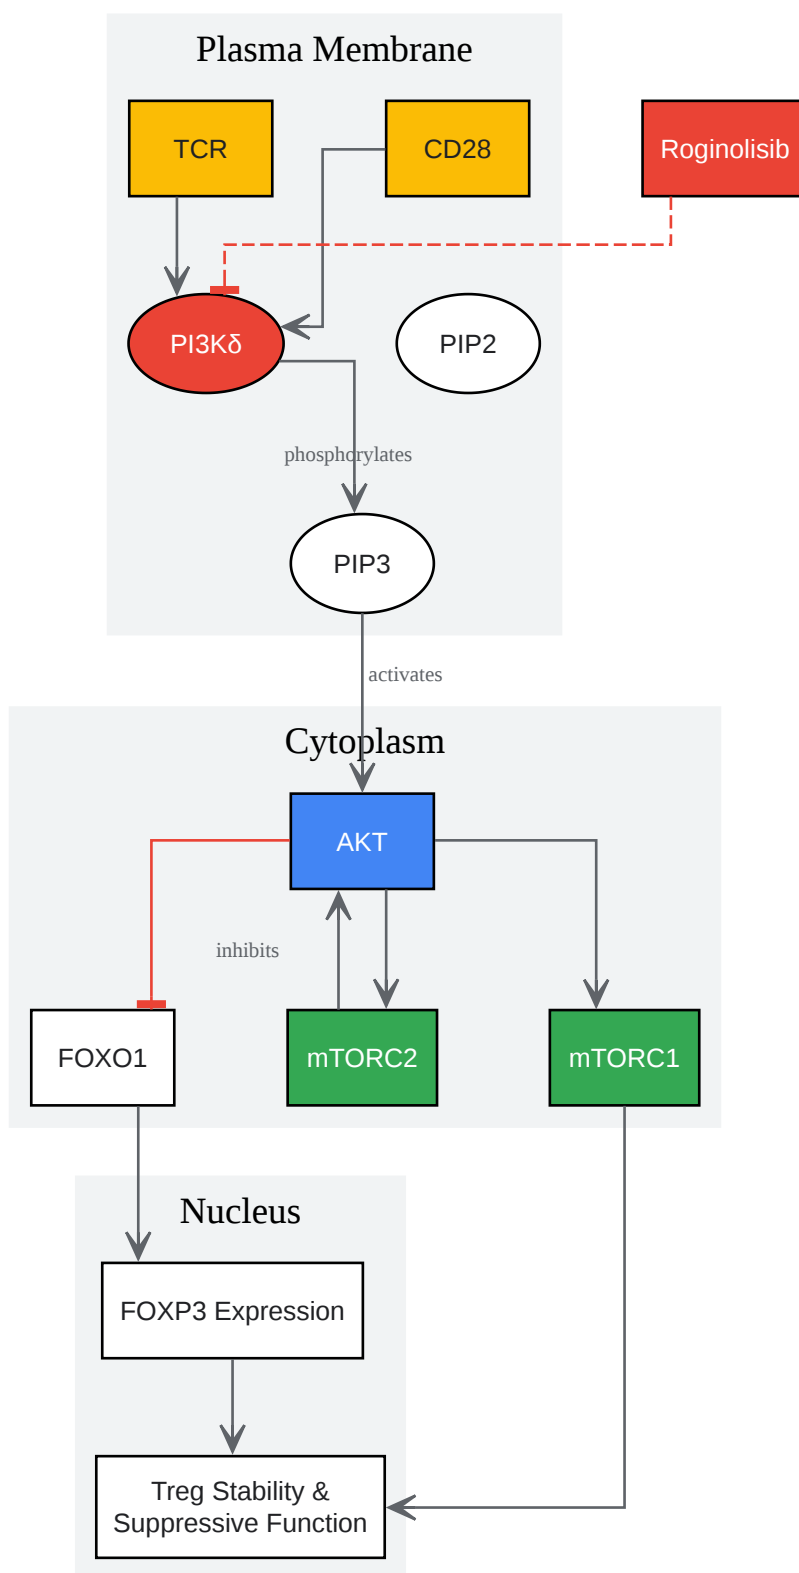 Plasma Membrane
TCR
CD28
Roginolisib
PI3Kδ
PIP2
phosphorylates
PIP3
activates
Cytoplasm
AKT
inhibits
FOXO1
mTORC2
mTORC1
Nucleus
FOXP3 Expression
Treg Stability &
Suppressive Function